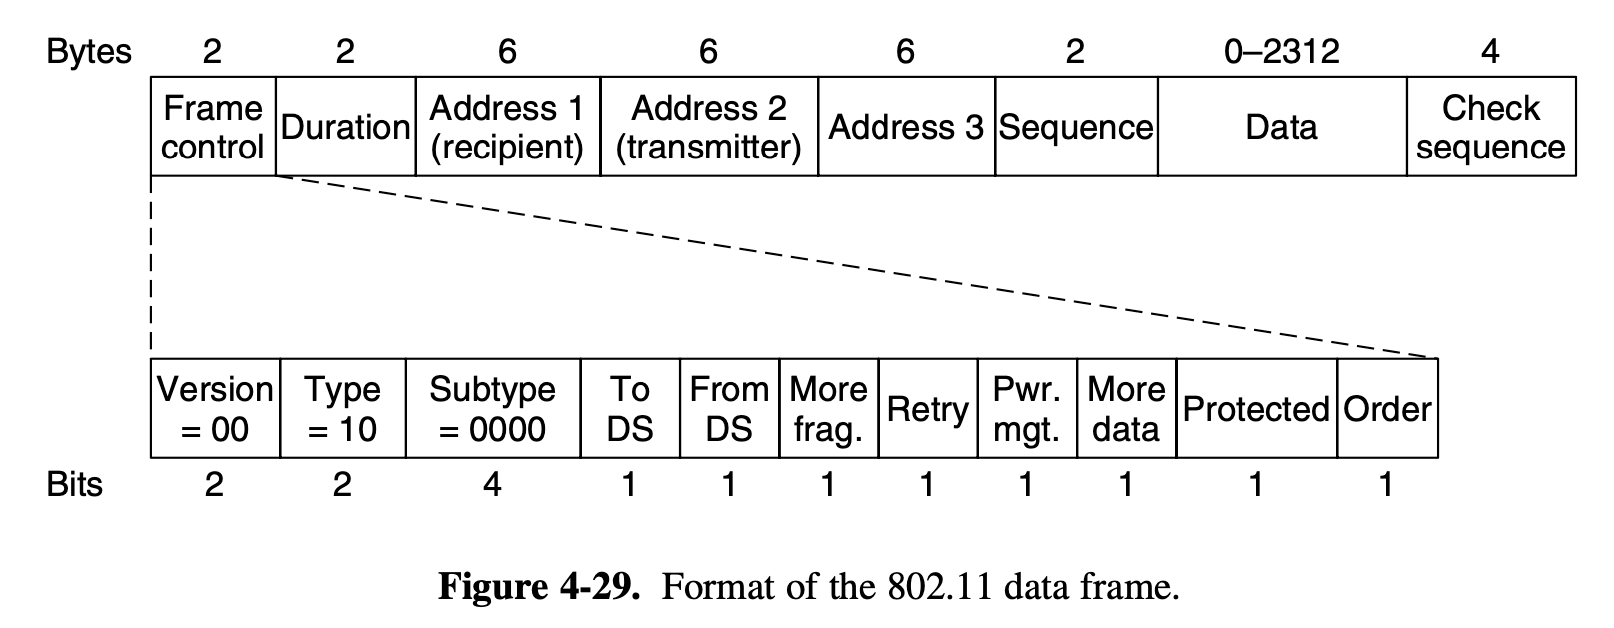 Bytes 2 2 6 6 6 2 0–2312 4
Frame control Duration Address 1 (recipient) Address 2 (transmitter) Address 3 Sequence Data Check sequence
Version = 00 Type = 10 Subtype = 0000 To DS From DS More frag. Retry Pwr. mgt. More data Protected Order
Bits 2 2 4 1 1 1 1 1 1 1 1
Figure 4-29. Format of the 802.11 data frame.